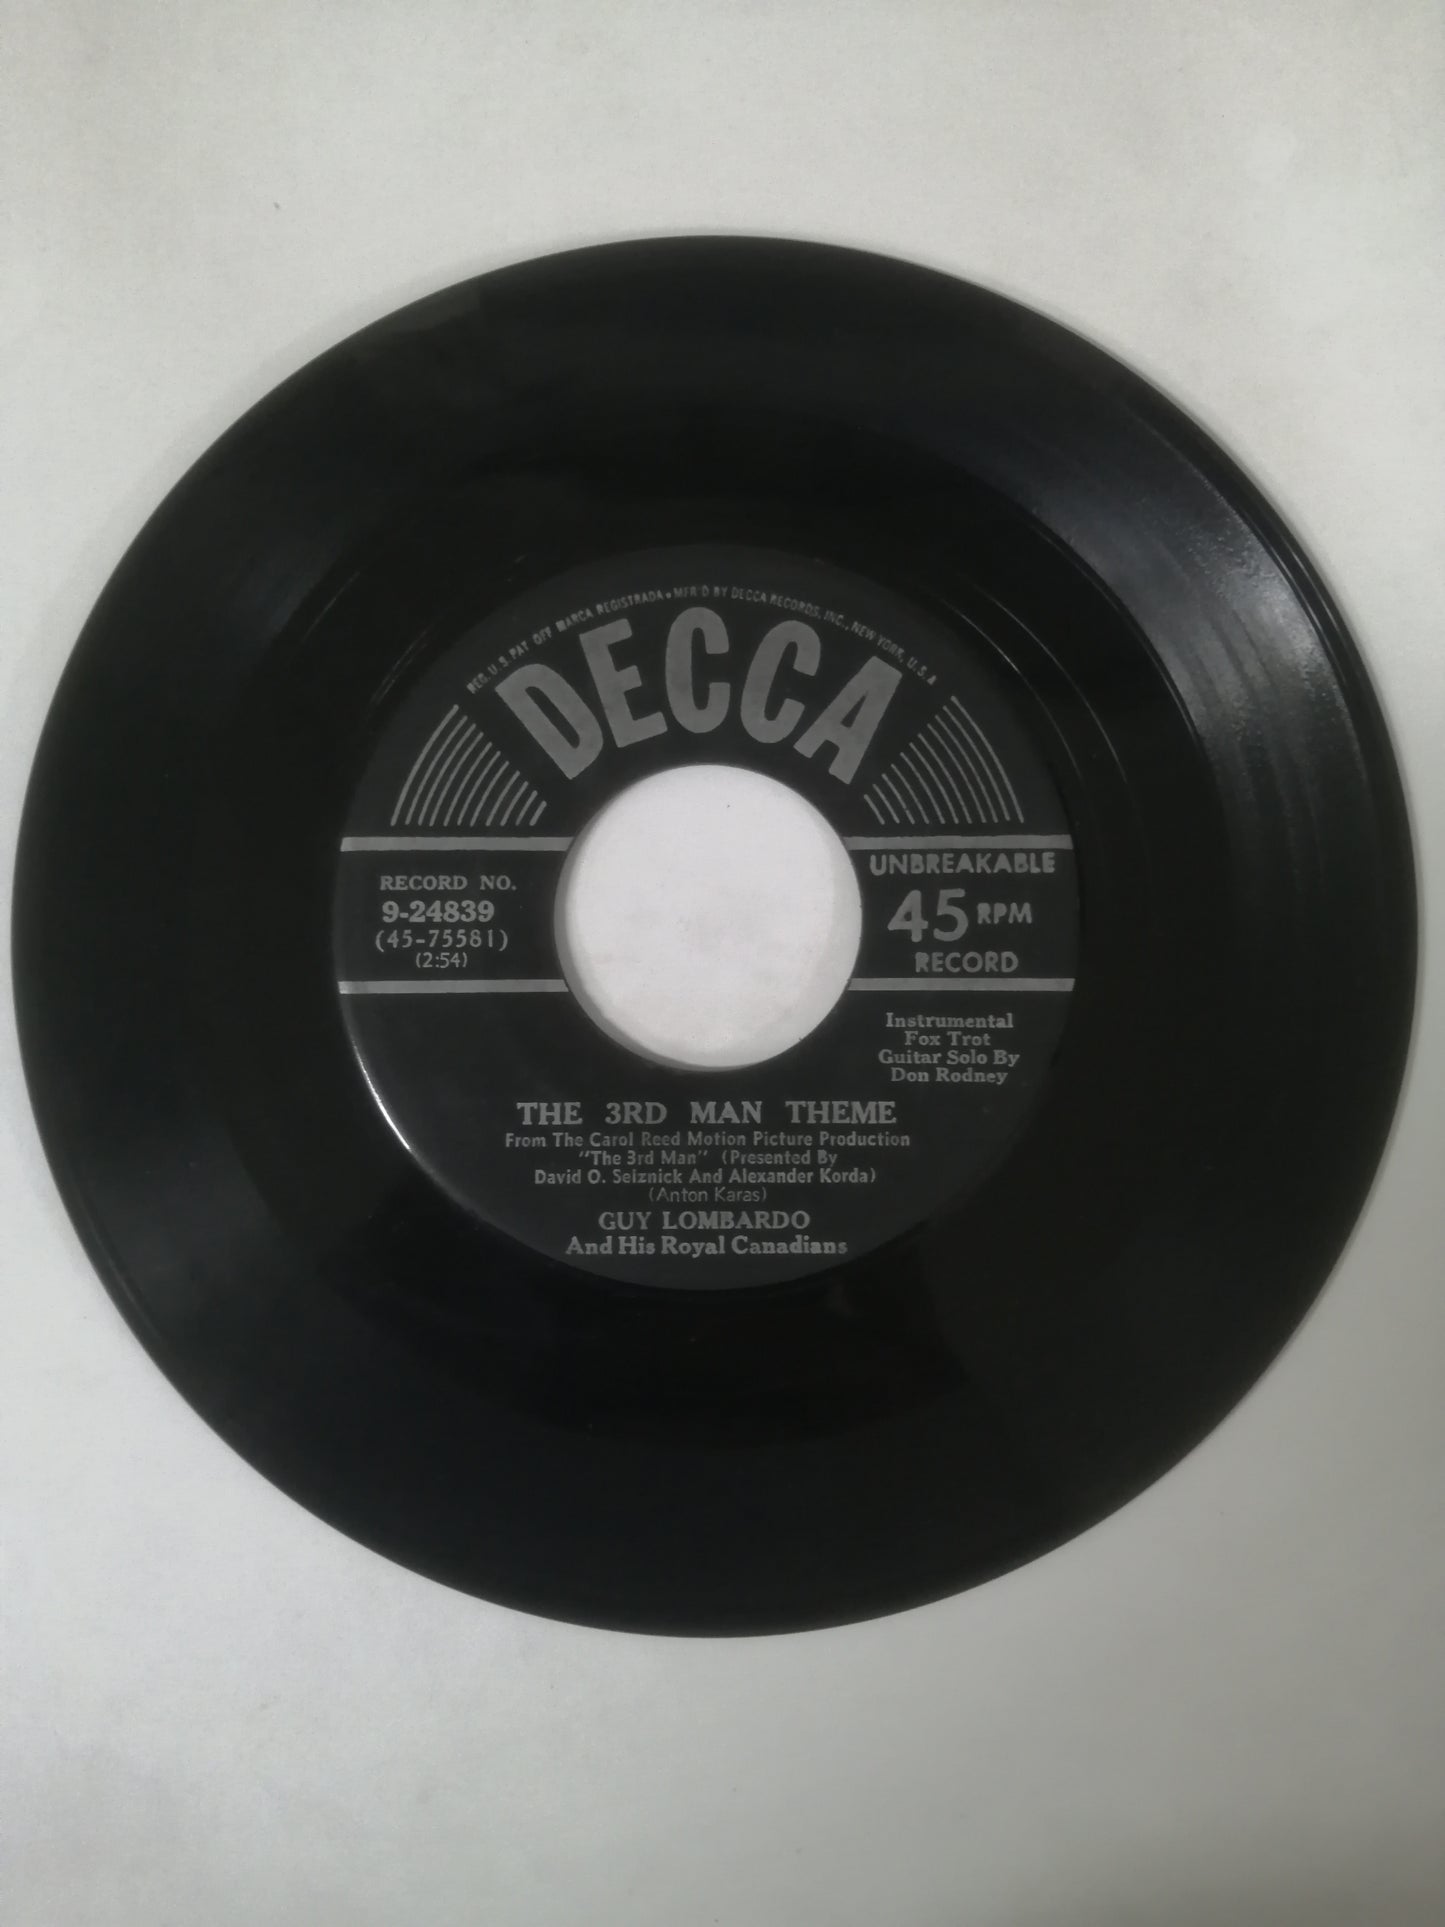 REG. U.S. PAT OFF MARCA REGISTRADA • MFR'D BY DECCA RECORDS, INC., NEW YORK, U.S.A
DECCA
RECORD NO.
9-24839
(45-75581)
(2:54)
UNBREAKABLE
45 RPM
RECORD
Instrumental
Fox Trot
Guitar Solo By
Don Rodney
THE 3RD MAN THEME
From The Carol Reed Motion Picture Production
"The 3rd Man" (Presented By
David O. Selznick And Alexander Korda)
(Anton Karas)
GUY LOMBARDO
And His Royal Canadians